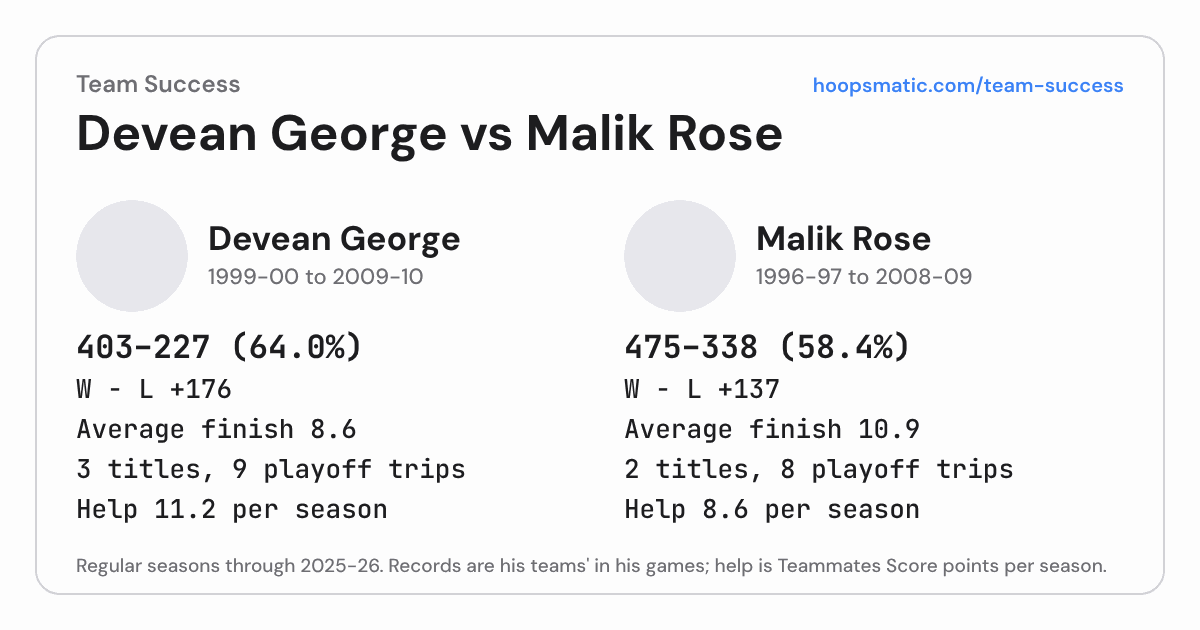 Team Success
hoopsmatic.com/team-success
Devean George vs Malik Rose
Devean George
1999-00 to 2009-10
403-227 (64.0%)
W - L +176
Average finish 8.6
3 titles, 9 playoff trips
Help 11.2 per season
Malik Rose
1996-97 to 2008-09
475-338 (58.4%)
W - L +137
Average finish 10.9
2 titles, 8 playoff trips
Help 8.6 per season
Regular seasons through 2025-26. Records are his teams' in his games; help is Teammates Score points per season.